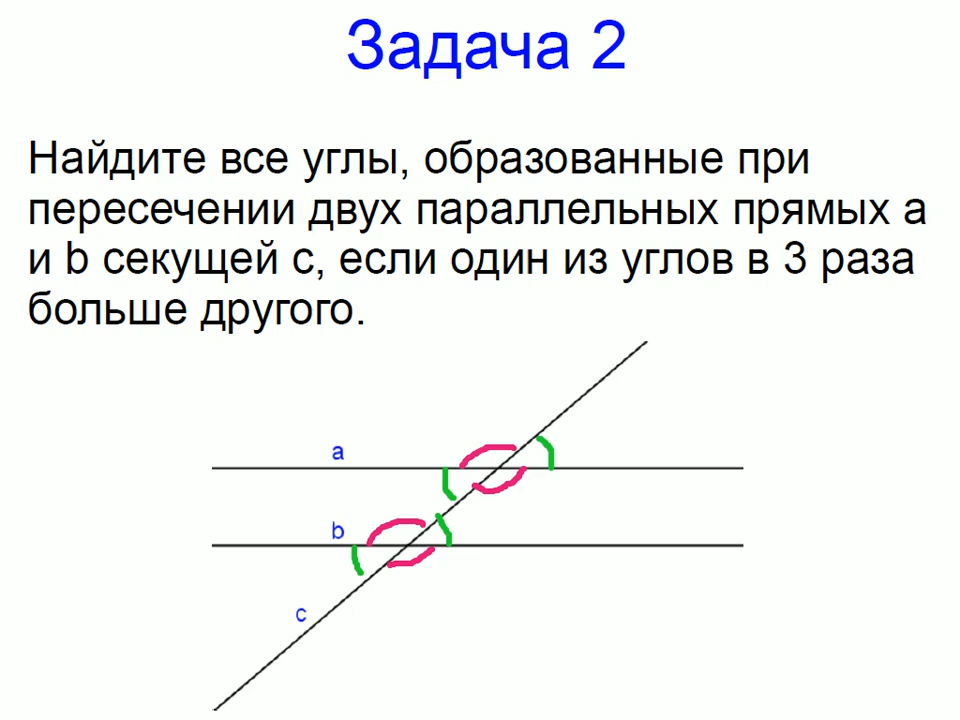 Задача 2
Найдите все углы, образованные при
пересечении двух параллельных прямых a
и b секущей c, если один из углов в 3 раза
больше другого.
a
b
c